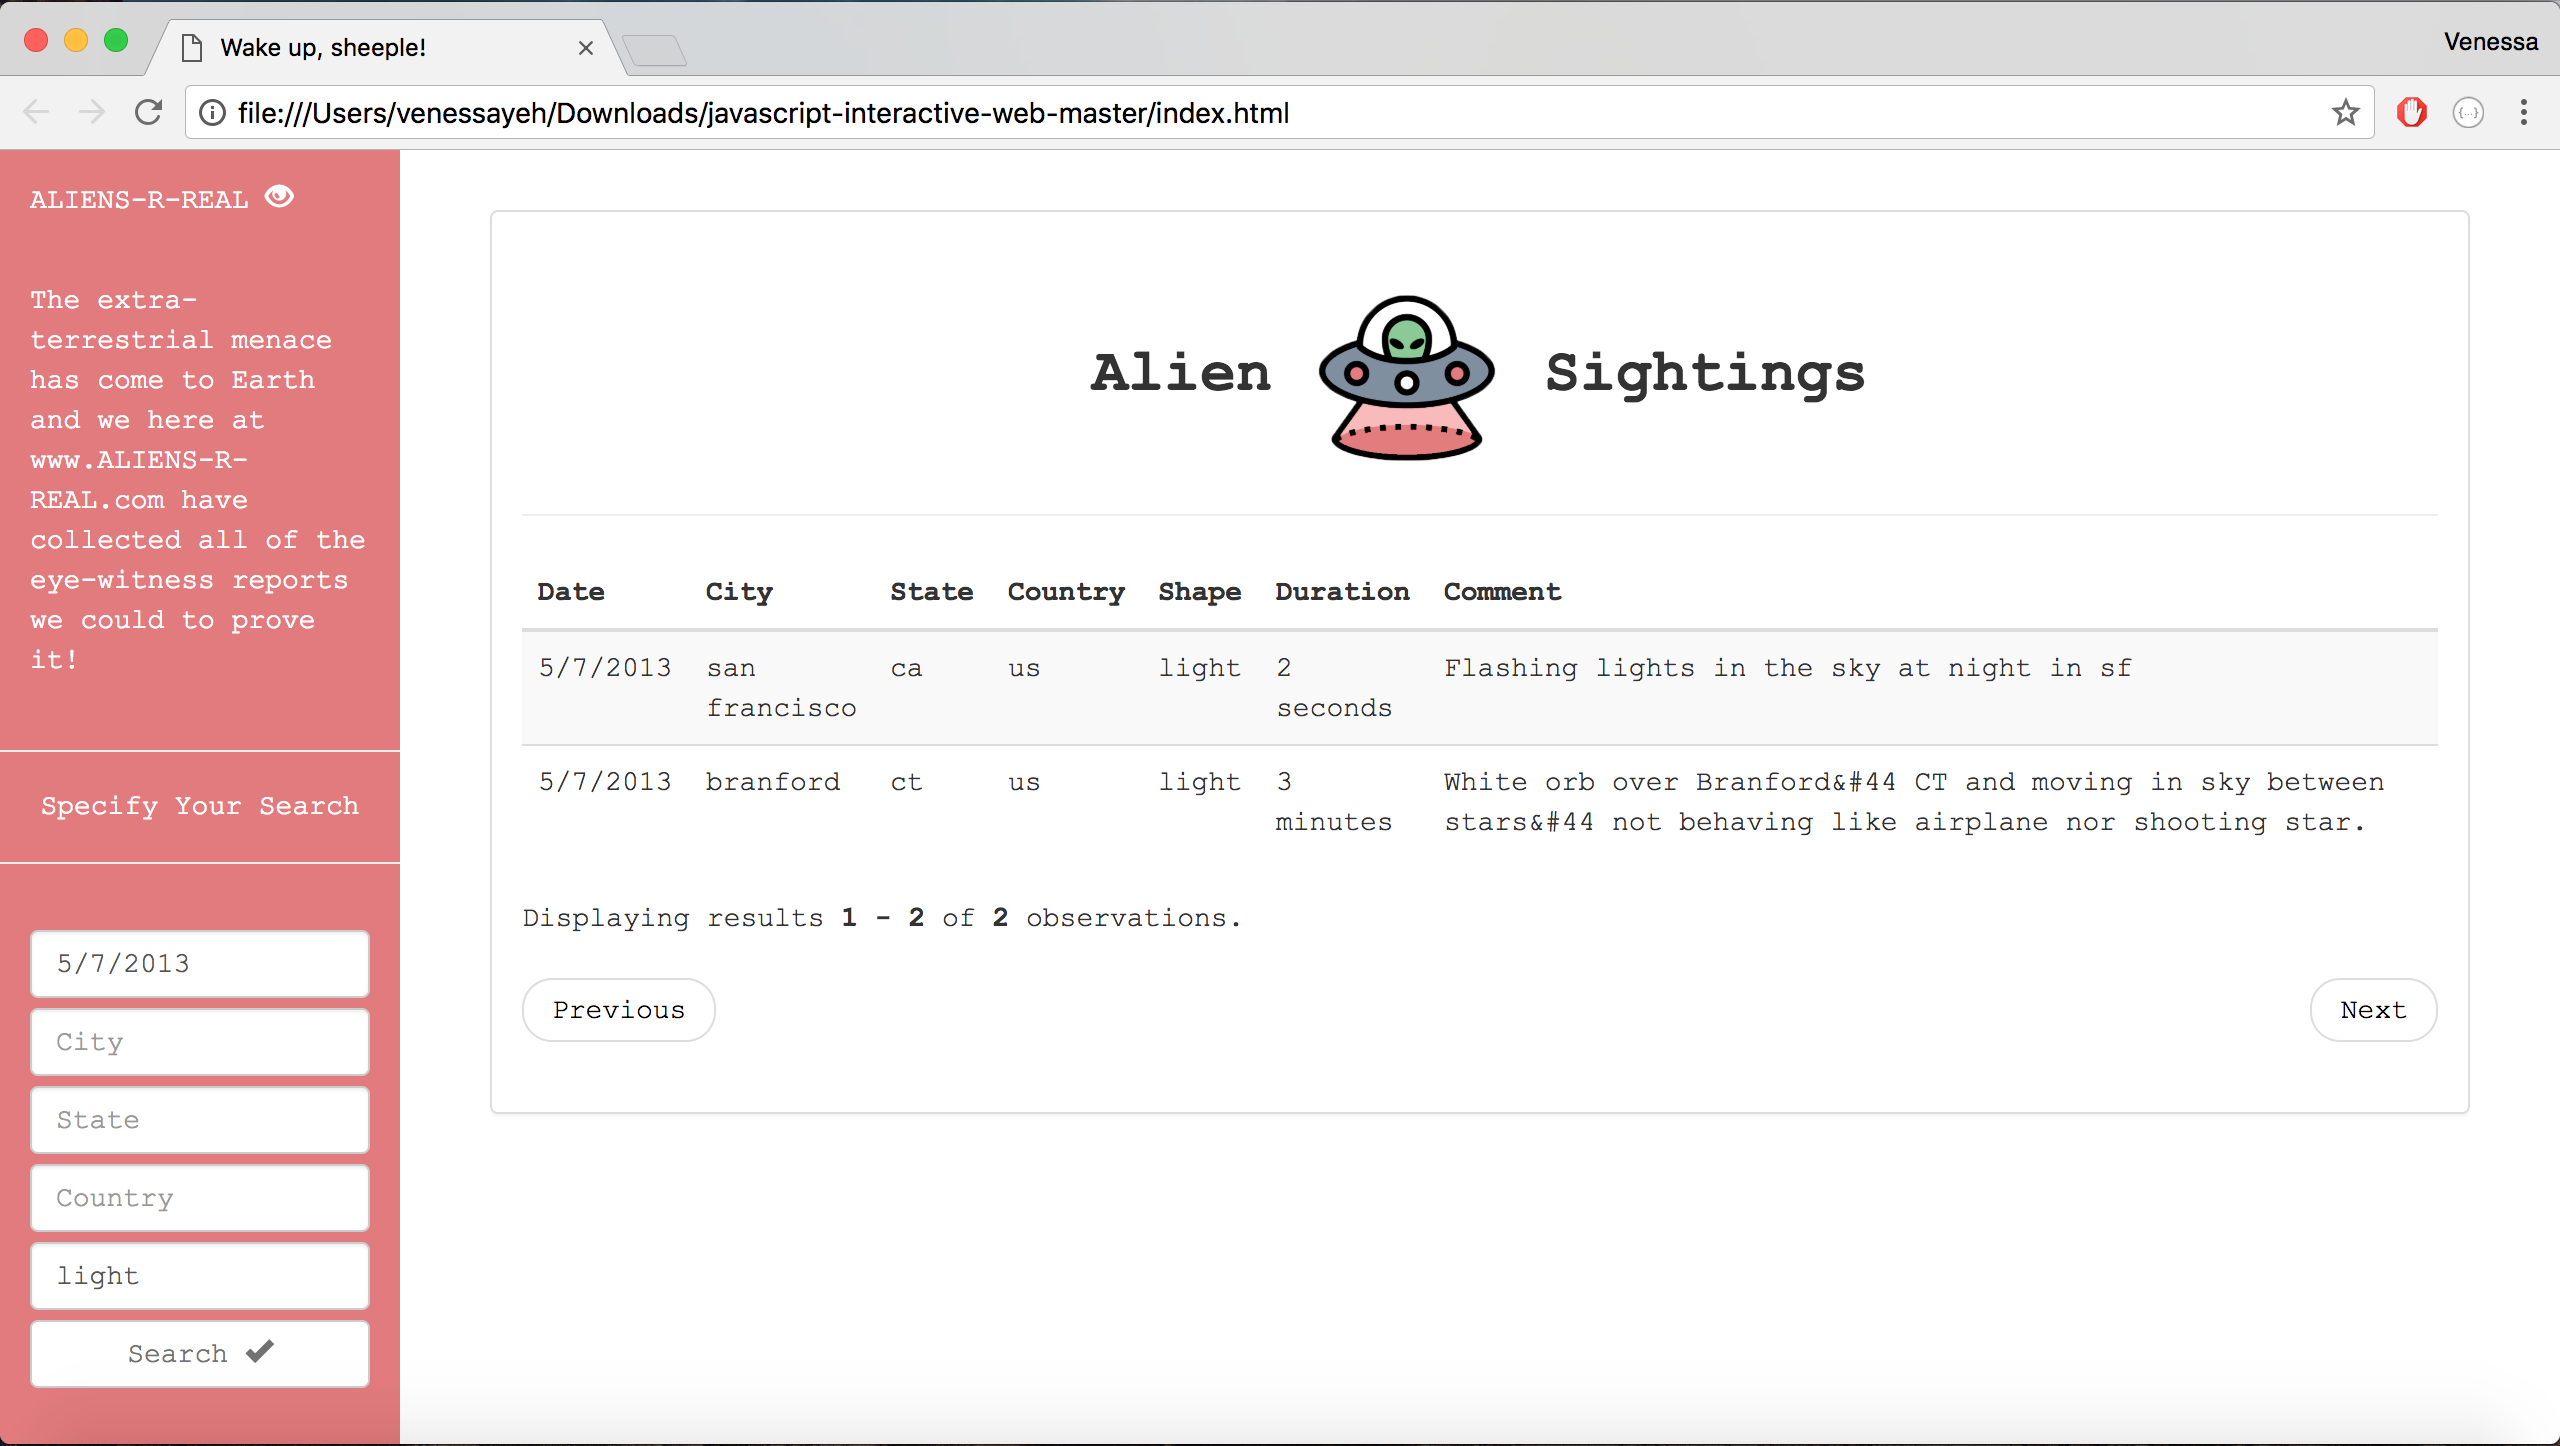 Wake up, sheeple!
Venessa
file:///Users/venessayeh/Downloads/javascript-interactive-web-master/index.html
ALIENS-R-REAL
The extra-
terrestrial menace
has come to Earth
and we here at
www.ALIENS-R-
REAL.com have
collected all of the
eye-witness reports
we could to prove
it!
Specify Your Search
5/7/2013
City
State
Country
light
Search
Alien Sightings
Date City State Country Shape Duration Comment
5/7/2013 san ca us light 2 Flashing lights in the sky at night in sf
francisco seconds
5/7/2013 branford ct us light 3 White orb over Branford&#44 CT and moving in sky between
minutes stars&#44 not behaving like airplane nor shooting star.
Displaying results 1 - 2 of 2 observations.
Previous Next